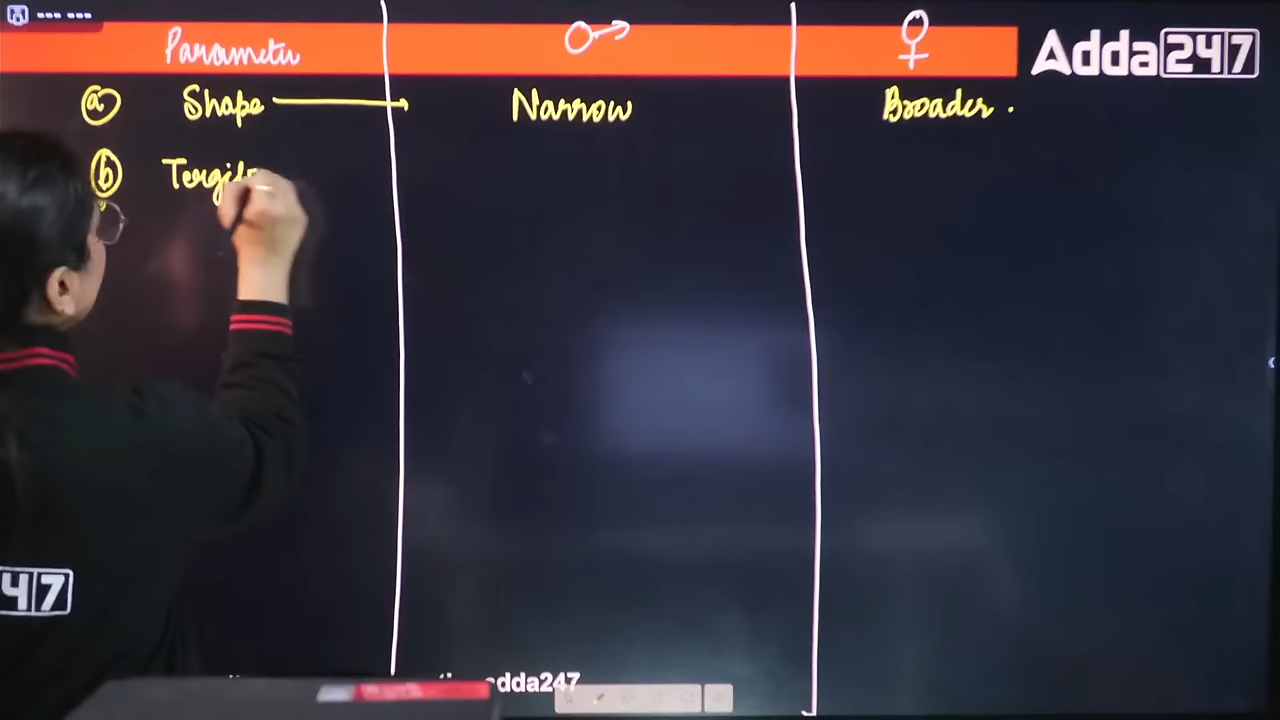 Parameter ♂ ♀
Adda247
a Shape → Narrow Broader.
b
47
adda247